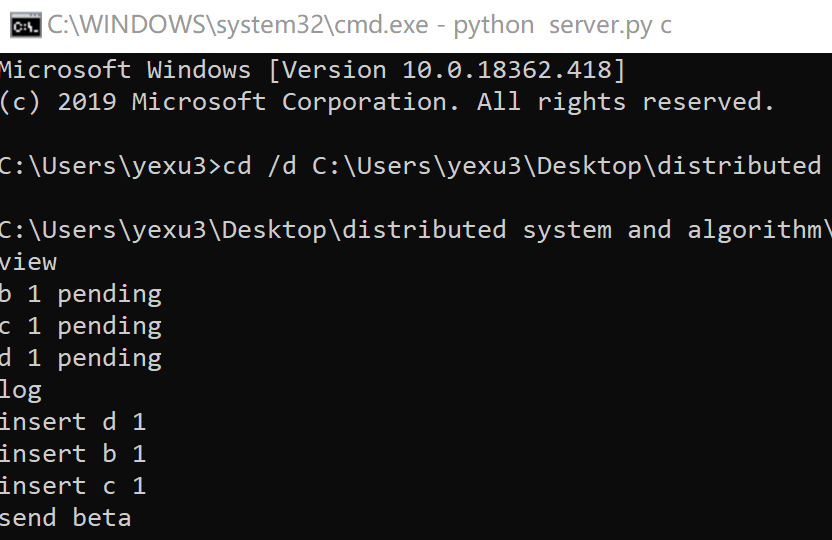 C:\WINDOWS\system32\cmd.exe - python  server.py c
Microsoft Windows [Version 10.0.18362.418]
(c) 2019 Microsoft Corporation. All rights reserved.
C:\Users\yexu3>cd /d C:\Users\yexu3\Desktop\distributed
C:\Users\yexu3\Desktop\distributed system and algorithm\
view
b 1 pending
c 1 pending
d 1 pending
log
insert d 1
insert b 1
insert c 1
send beta